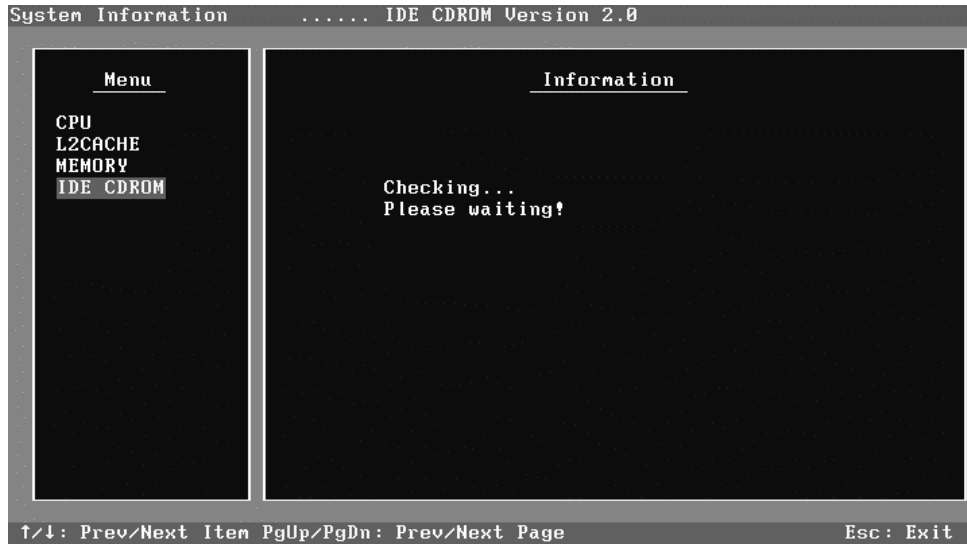 System Information ...... IDE CDROM Version 2.0
Menu
CPU
L2CACHE
MEMORY
IDE CDROM
Information
Checking...
Please waiting!
↑/↓: Prev/Next Item PgUp/PgDn: Prev/Next Page Esc: Exit